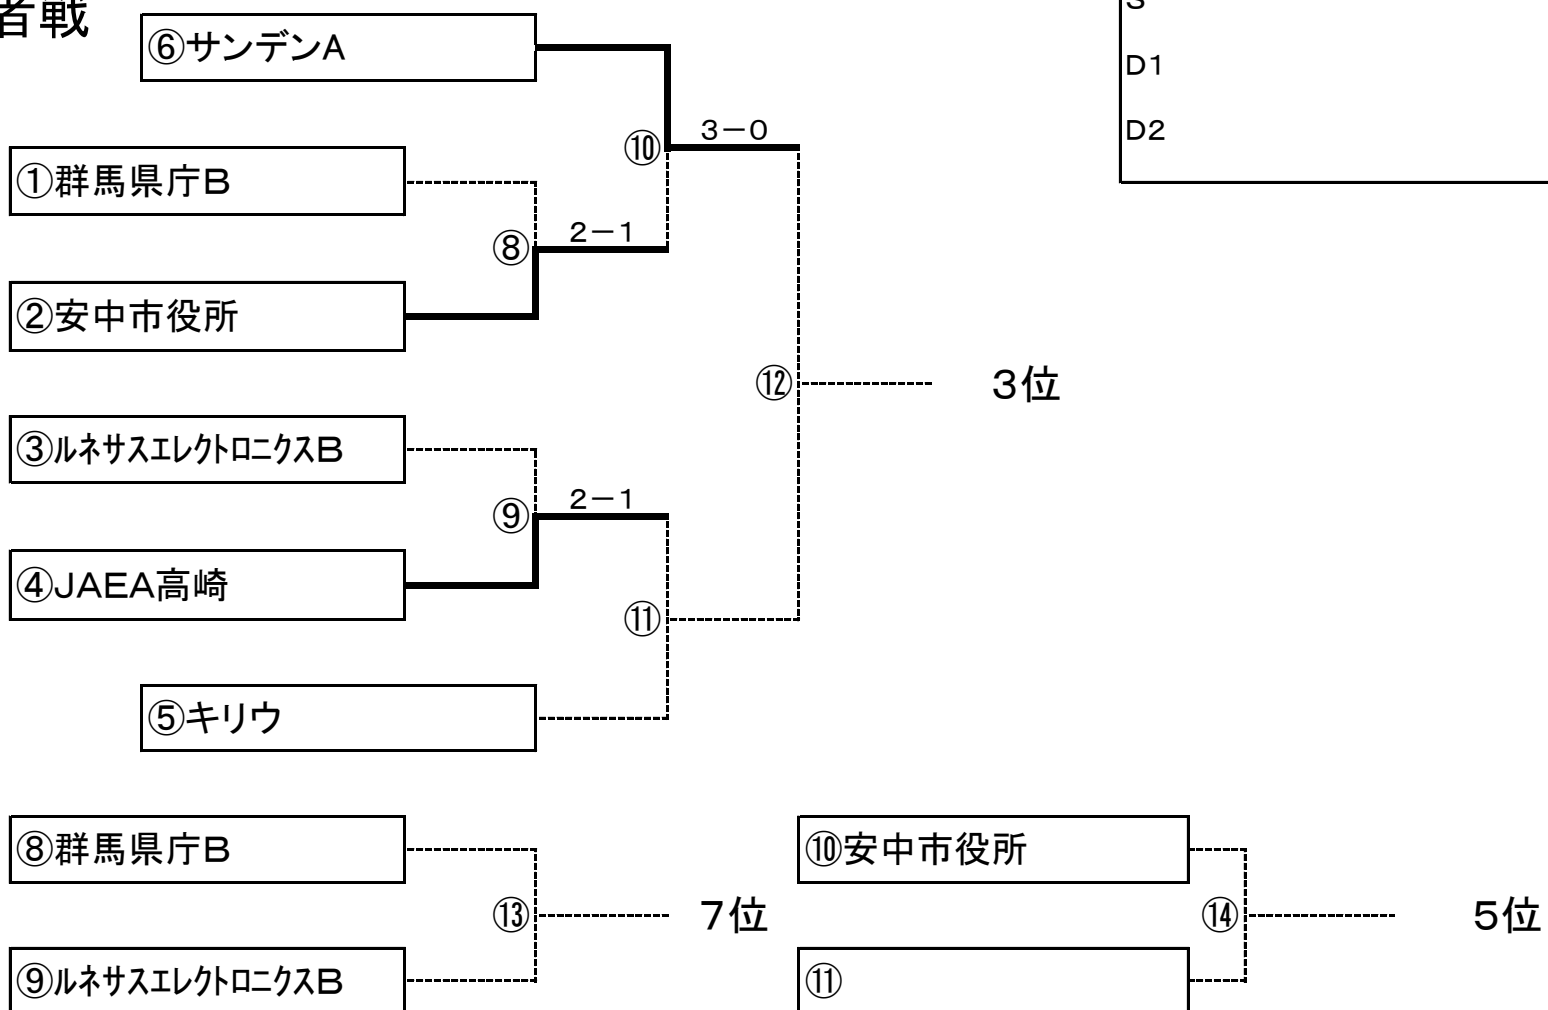 者戦
S
⑥サンデンA
D1
D2
⑩
3－0
①群馬県庁B
⑧
2－1
②安中市役所
⑫
3位
③ルネサスエレクトロニクスB
⑨
2－1
④JAEA高崎
⑪
⑤キリウ
⑧群馬県庁B
⑩安中市役所
⑬
7位
⑭
5位
⑨ルネサスエレクトロニクスB
⑪